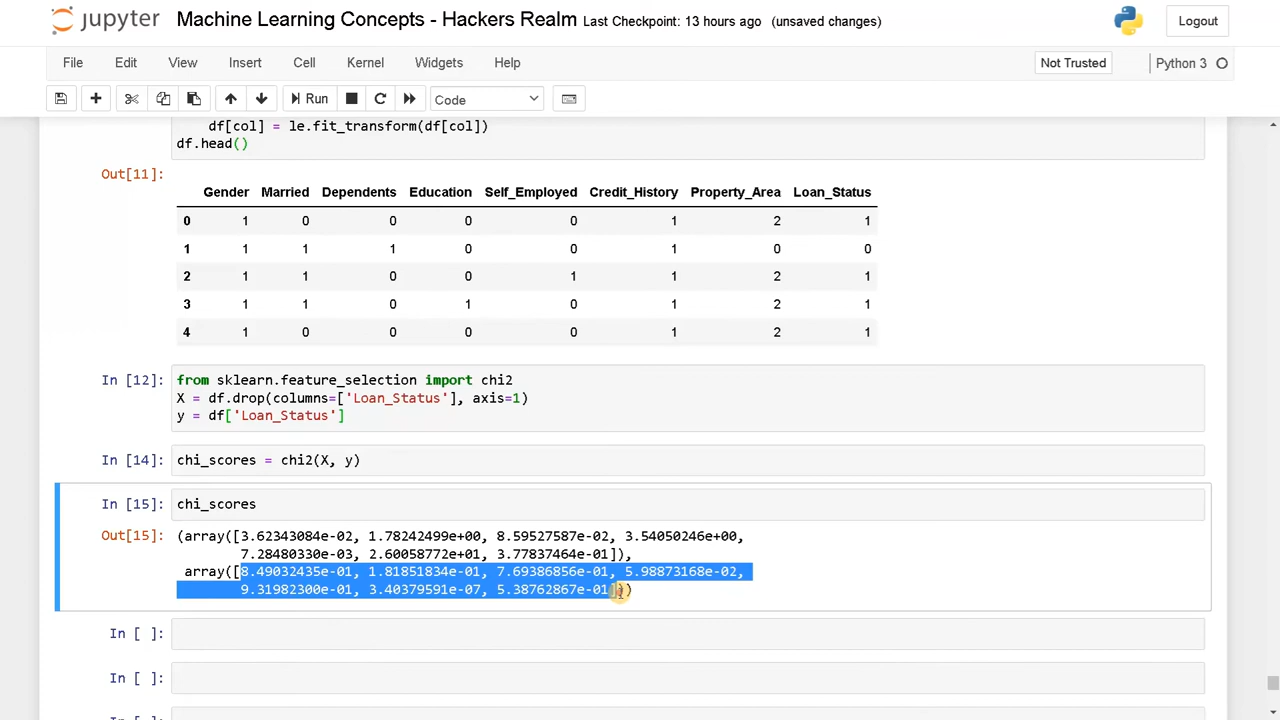 jupyter Machine Learning Concepts - Hackers Realm Last Checkpoint: 13 hours ago (unsaved changes) Logout
File Edit View Insert Cell Kernel Widgets Help Not Trusted Python 3
Run Code
df[col] = le.fit_transform(df[col])
df.head()
Out[11]:
Gender Married Dependents Education Self_Employed Credit_History Property_Area Loan_Status
0 1 0 0 0 0 1 2 1
1 1 1 1 0 0 1 0 0
2 1 1 0 0 1 1 2 1
3 1 1 0 1 0 1 2 1
4 1 0 0 0 0 1 2 1
In [12]: from sklearn.feature_selection import chi2
X = df.drop(columns=['Loan_Status'], axis=1)
y = df['Loan_Status']
In [14]: chi_scores = chi2(X, y)
In [15]: chi_scores
Out[15]: (array([3.62343084e-02, 1.78242499e+00, 8.59527587e-02, 3.54050246e+00,
7.28480330e-03, 2.60058772e+01, 3.77837464e-01]),
array([8.49032435e-01, 1.81851834e-01, 7.69386856e-01, 5.98873168e-02,
9.31982300e-01, 3.40379591e-07, 5.38762867e-01]))
In [ ]:
In [ ]: